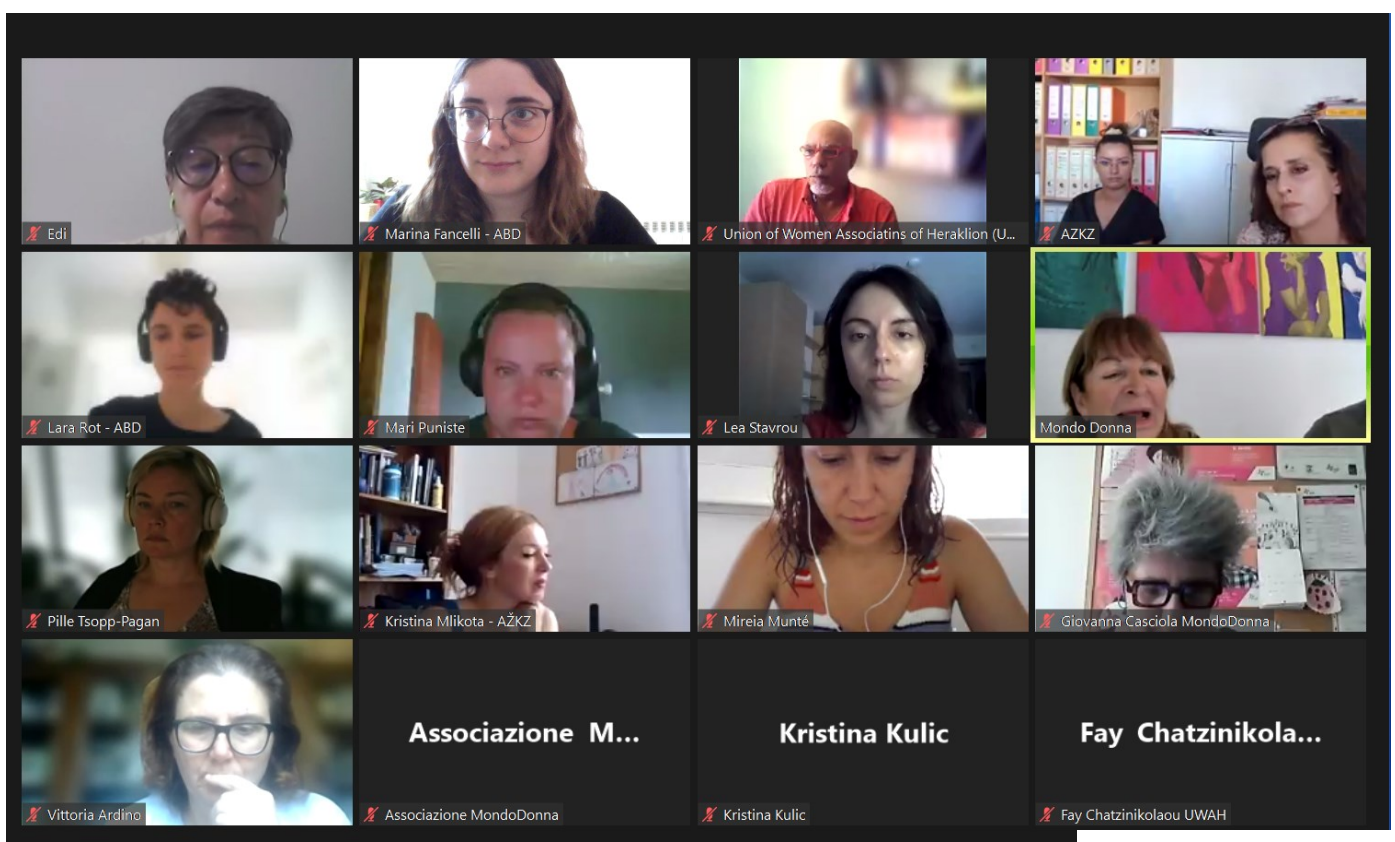 Edi
Marina Fancelli - ABD
Union of Women Associatins of Heraklion (U...
AZKZ
Lara Rot - ABD
Mari Puniste
Lea Stavrou
Mondo Donna
Pille Tsopp-Pagan
Kristina Mlikota - AŽKZ
Mireia Munté
Giovanna Casciola MondoDonna
Vittoria Ardino
Associazione M...
Associazione MondoDonna
Kristina Kulic
Kristina Kulic
Fay Chatzinikola...
Fay Chatzinikolaou UWAH